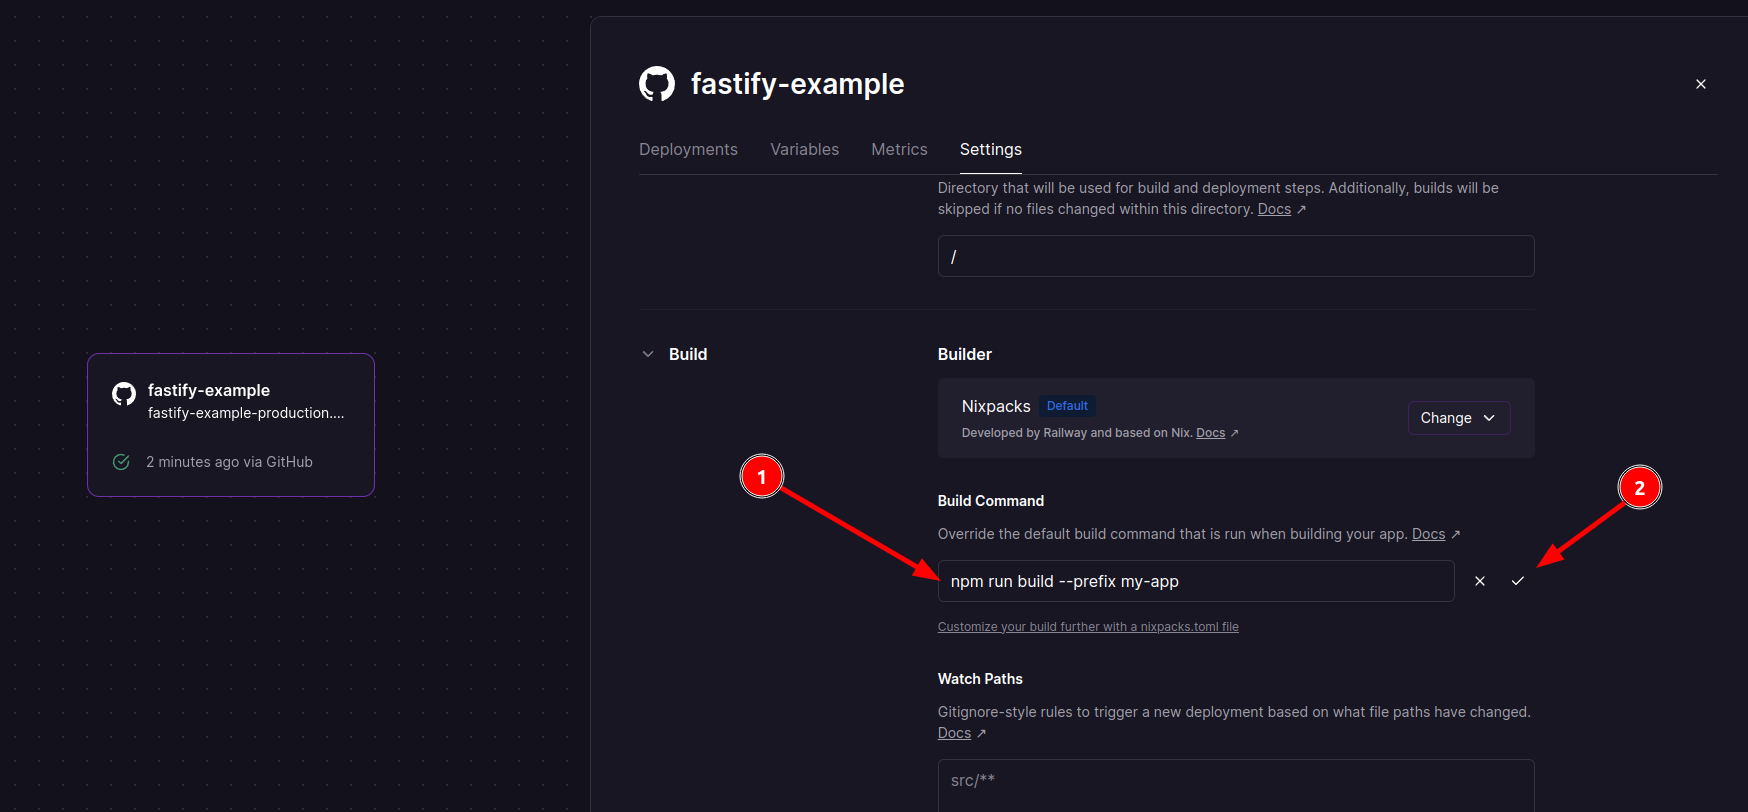 fastify-example
Deployments Variables Metrics Settings
Directory that will be used for build and deployment steps. Additionally, builds will be
skipped if no files changed within this directory. Docs ↗
/
Build
Builder
Nixpacks Default
Developed by Railway and based on Nix. Docs ↗
Change
fastify-example
fastify-example-production....
2 minutes ago via GitHub
1
2
Build Command
Override the default build command that is run when building your app. Docs ↗
npm run build --prefix my-app
Customize your build further with a nixpacks.toml file
Watch Paths
Gitignore-style rules to trigger a new deployment based on what file paths have changed.
Docs ↗
src/**